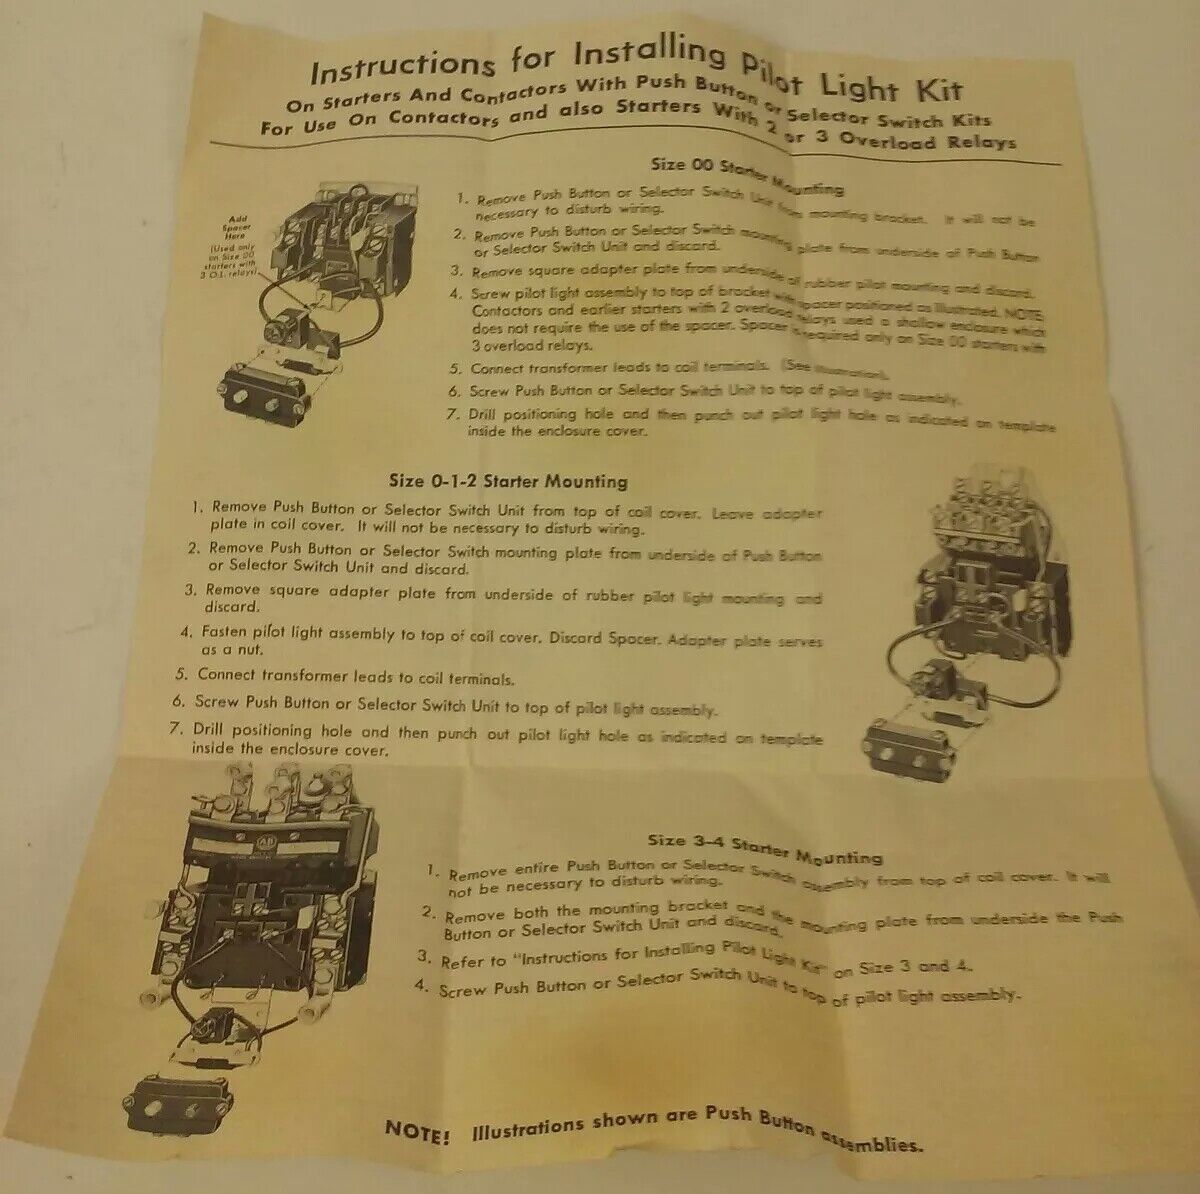 Instructions for Installing Pilot Light Kit
On Starters And Contactors With Push Button or Selector Switch Kits
For Use On Contactors and also Starters With 2 or 3 Overload Relays
Size 00 Starter Mounting
Add
Spacer
Here
(Used only
on Size 00
starters with
3 O.L. relays)
1. Remove Push Button or Selector Switch Unit from mounting bracket. It will not be
necessary to disturb wiring.
2. Remove Push Button or Selector Switch mounting plate from underside of Push Button
or Selector Switch Unit and discard.
3. Remove square adapter plate from underside of rubber pilot mounting and discard.
4. Screw pilot light assembly to top of bracket with spacer positioned as illustrated. NOTE
Contactors and earlier starters with 2 overload relays used a shallow enclosure which
does not require the use of the spacer. Spacer is required only on Size 00 starters with
3 overload relays.
5. Connect transformer leads to coil terminals. (See illustration).
6. Screw Push Button or Selector Switch Unit to top of pilot light assembly.
7. Drill positioning hole and then punch out pilot light hole as indicated on template
inside the enclosure cover.
Size 0-1-2 Starter Mounting
1. Remove Push Button or Selector Switch Unit from top of coil cover. Leave adapter
plate in coil cover. It will not be necessary to disturb wiring.
2. Remove Push Button or Selector Switch mounting plate from underside of Push Button
or Selector Switch Unit and discard.
3. Remove square adapter plate from underside of rubber pilot light mounting and
discard.
4. Fasten pilot light assembly to top of coil cover. Discard Spacer. Adapter plate serves
as a nut.
5. Connect transformer leads to coil terminals.
6. Screw Push Button or Selector Switch Unit to top of pilot light assembly.
7. Drill positioning hole and then punch out pilot light hole as indicated on template
inside the enclosure cover.
AB
Size 3-4 Starter Mounting
1. Remove entire Push Button or Selector Switch assembly from top of coil cover. It will
not be necessary to disturb wiring.
2. Remove both the mounting bracket and the mounting plate from underside the Push
Button or Selector Switch Unit and discard.
3. Refer to "Instructions for Installing Pilot Light Kit" on Size 3 and 4.
4. Screw Push Button or Selector Switch Unit to top of pilot light assembly.
NOTE! Illustrations shown are Push Button assemblies.